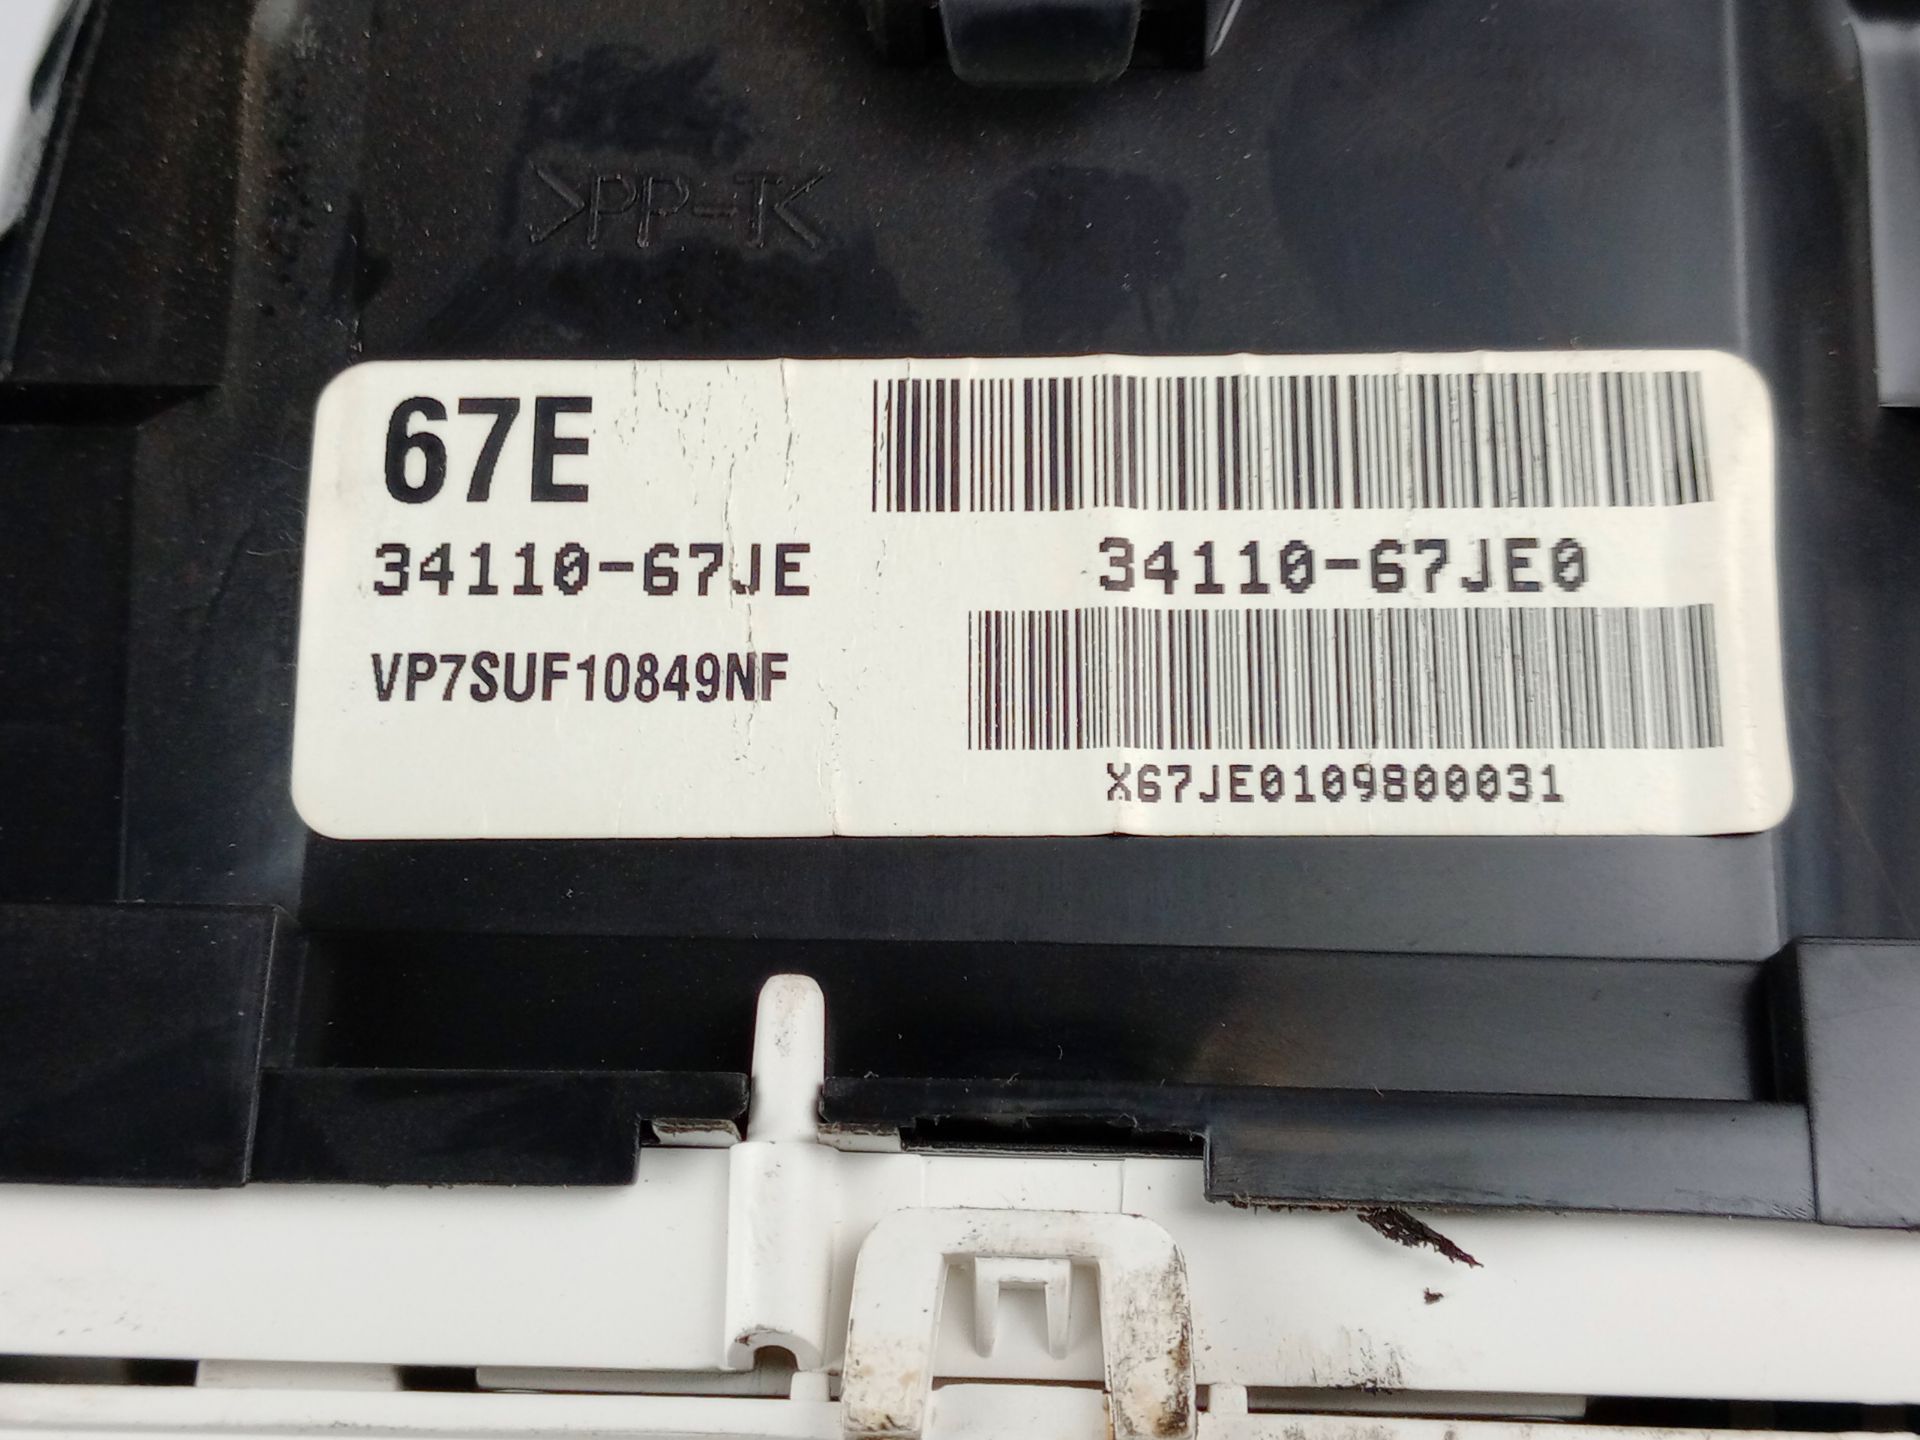 >PP-T<
67E
34110-67JE
34110-67JE0
VP7SUF10849NF
X67JE0109800031